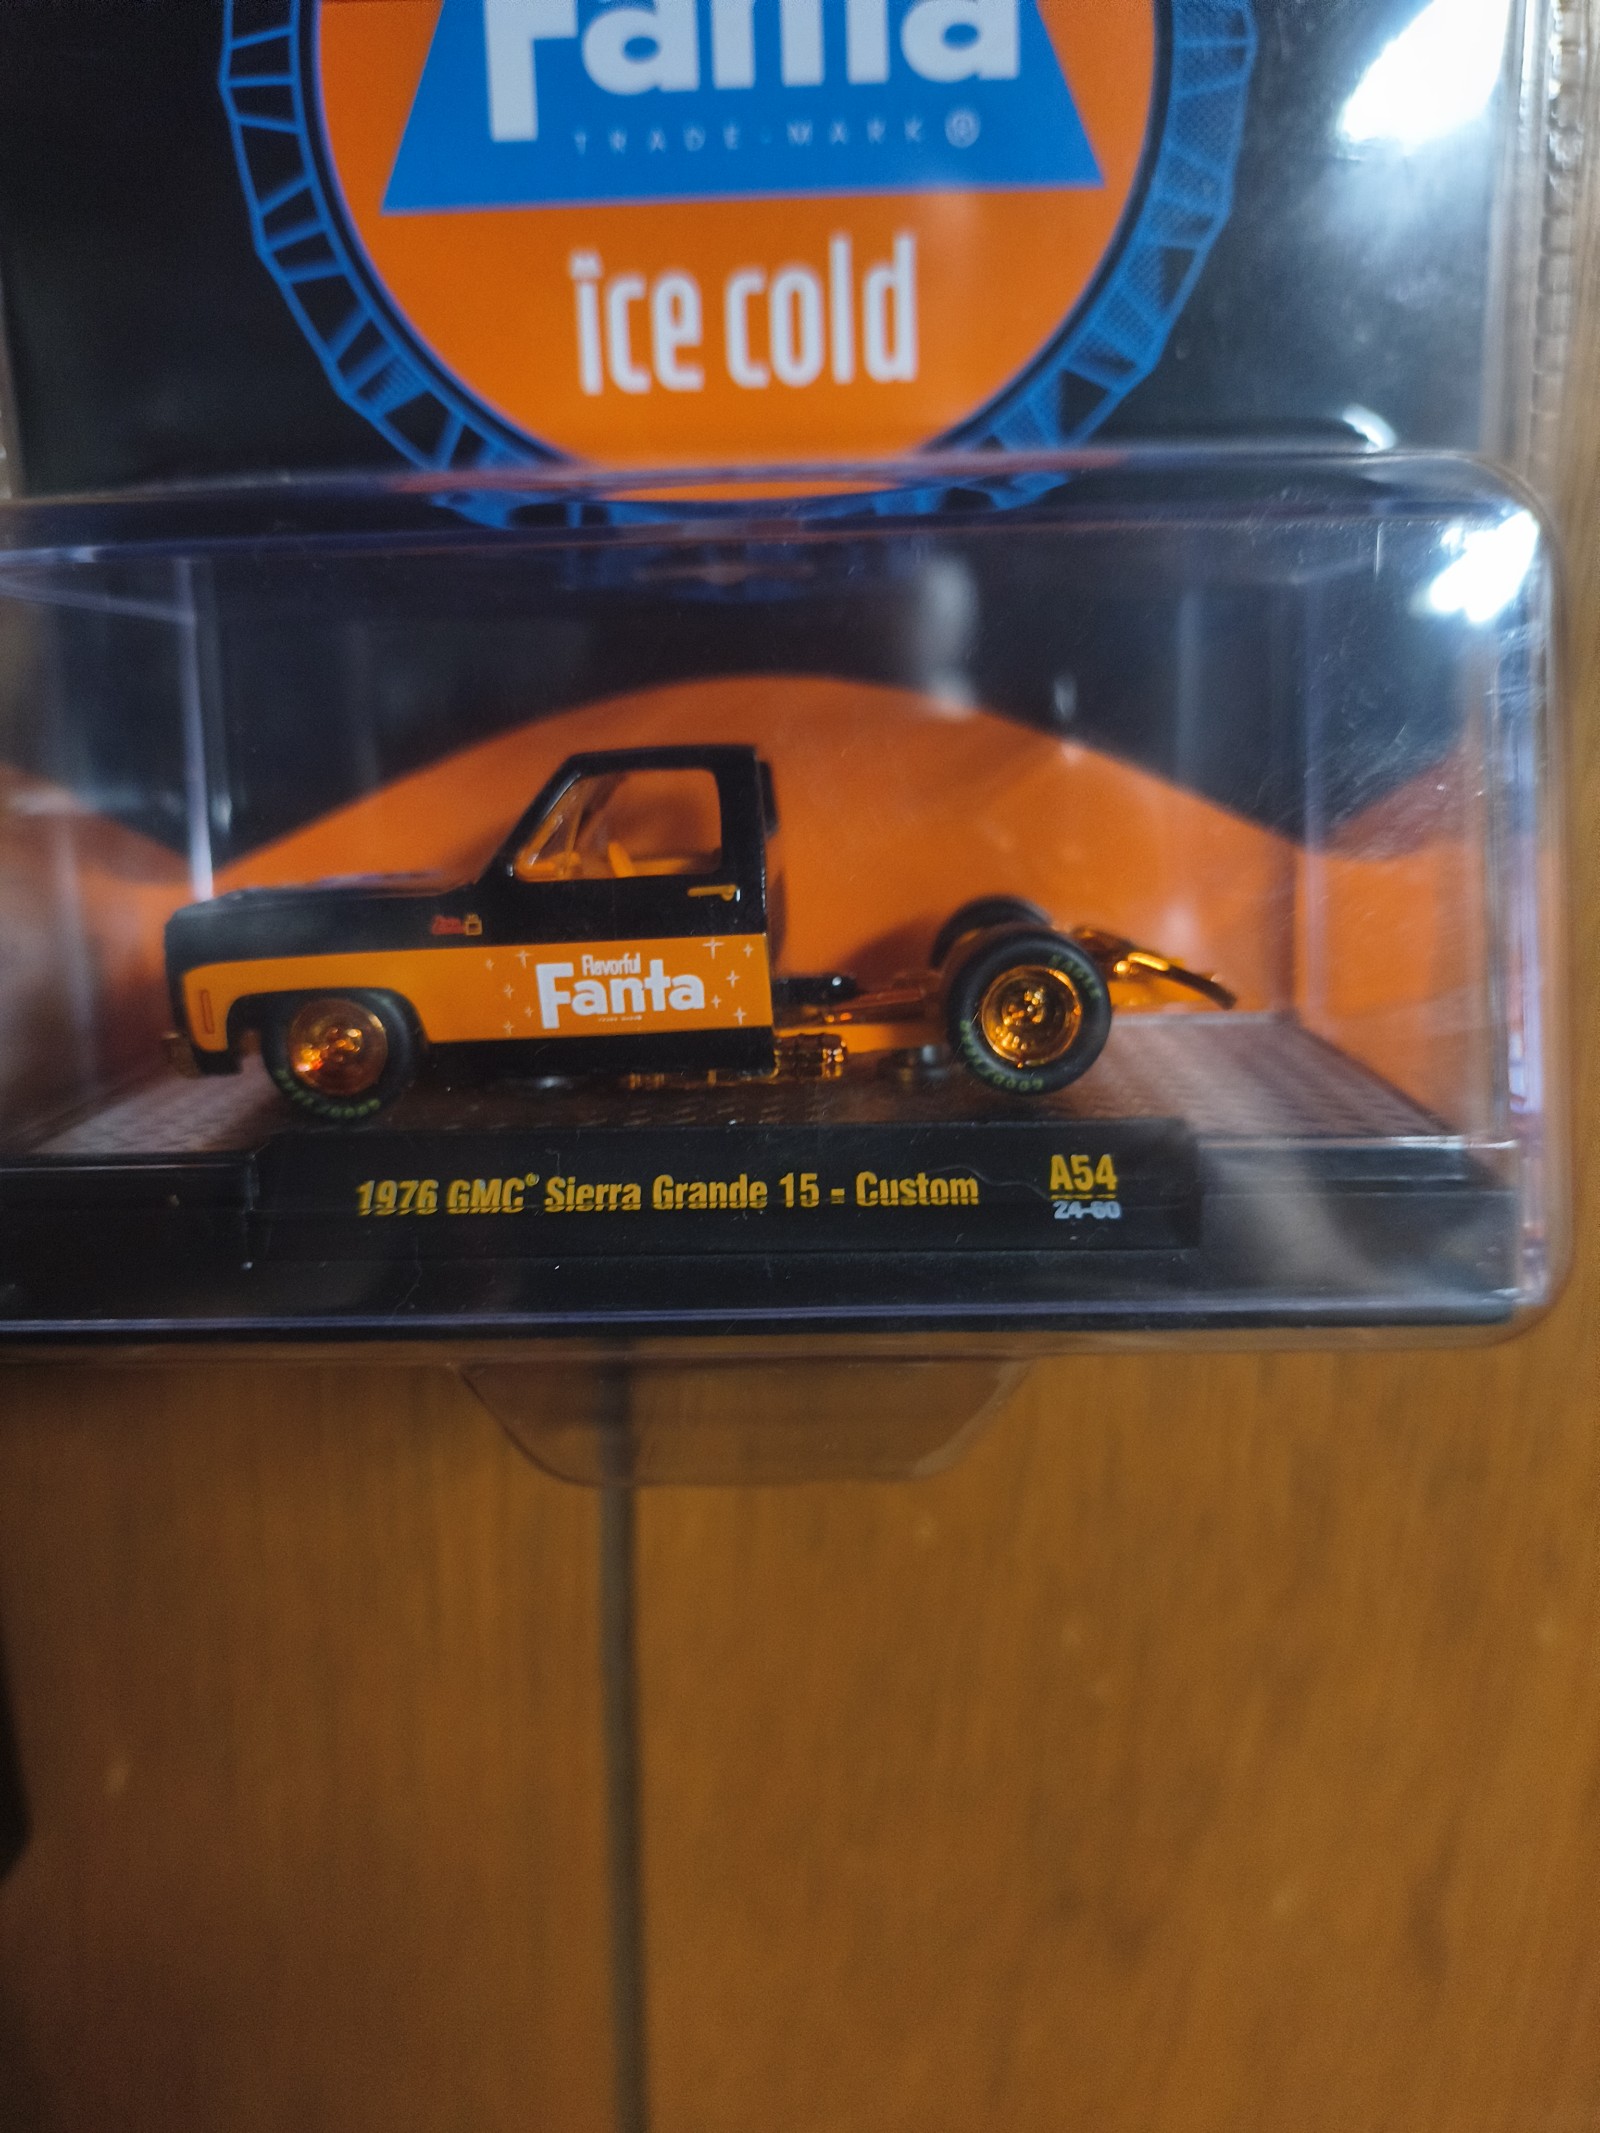 Fanta
TRADE-MARK®
ice cold
Flavorful
Fanta
1976 GMC® Sierra Grande 15 - Custom
A54
24-60